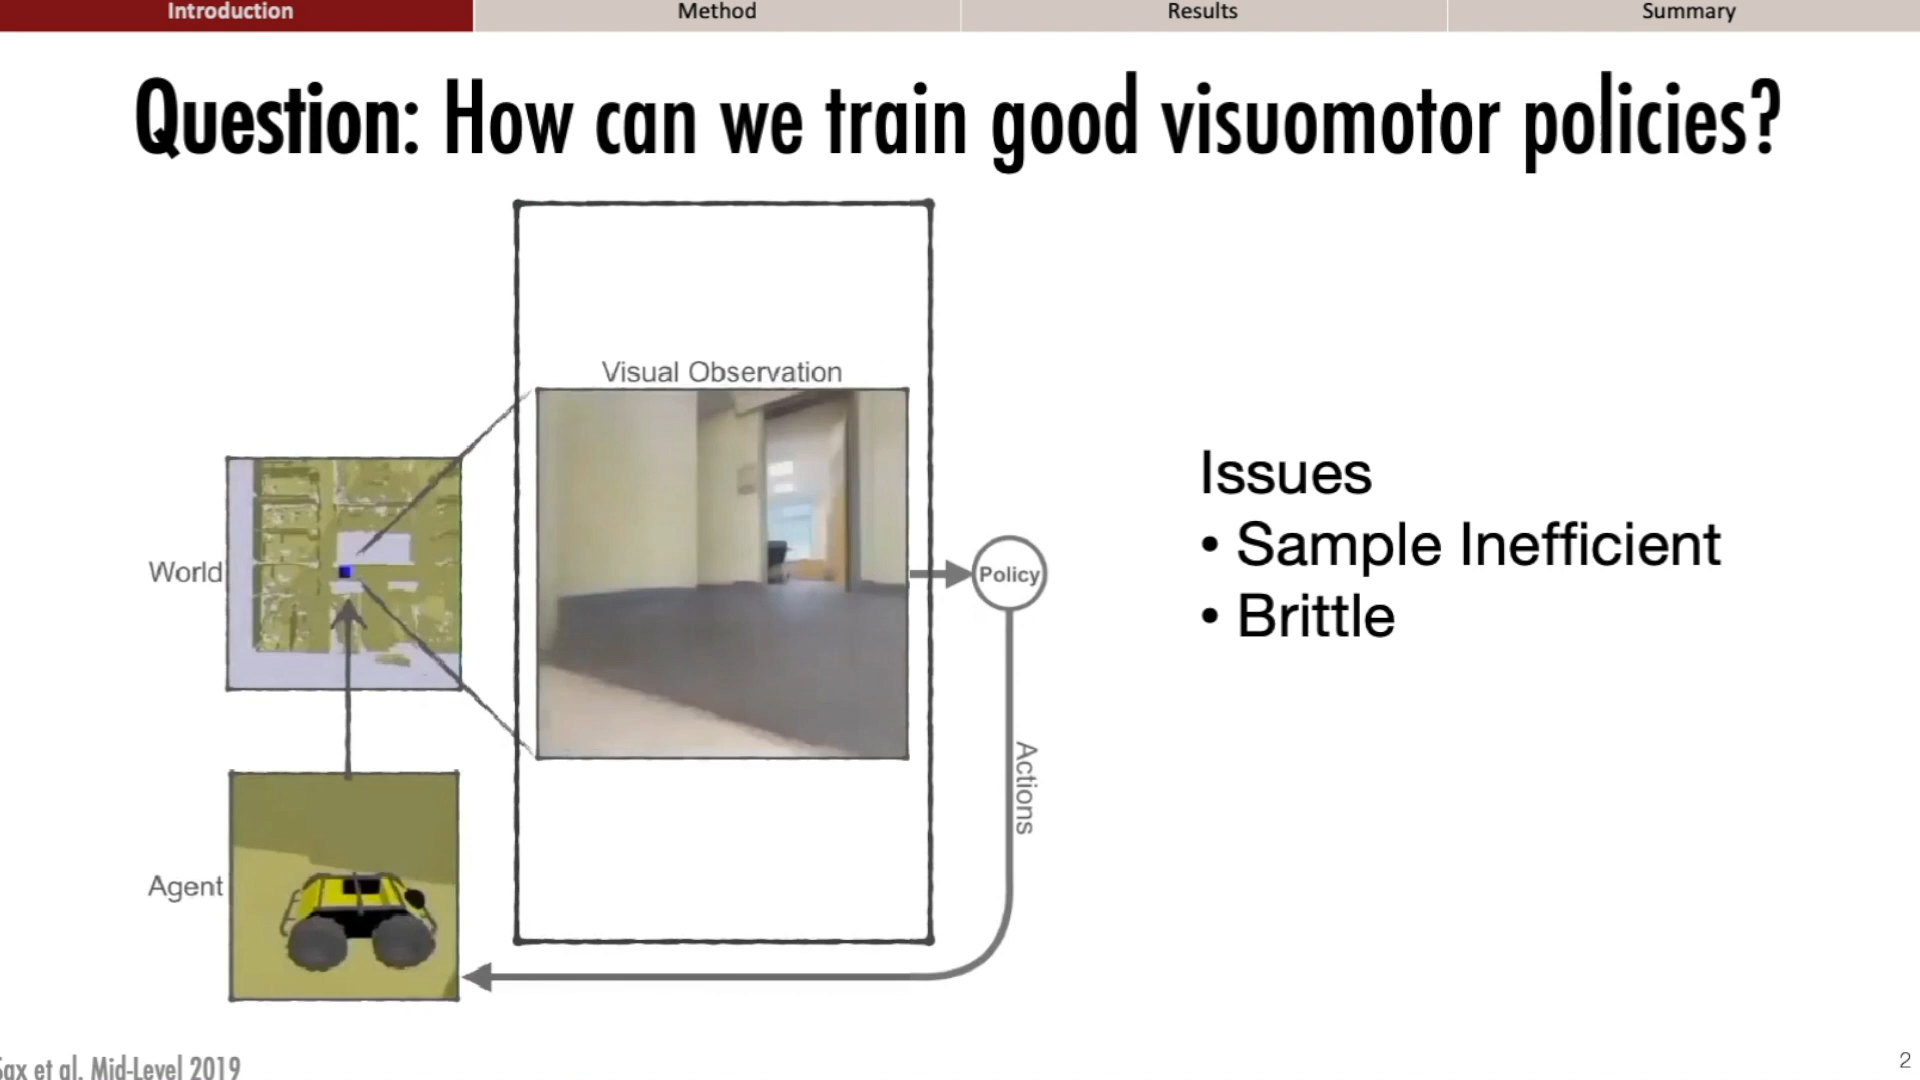 Introduction
Method
Results
Summary
Question: How can we train good visuomotor policies?
Visual Observation
World
Policy
Actions
Agent
Issues
• Sample Inefficient
• Brittle
Sax et al. Mid-Level 2019
2